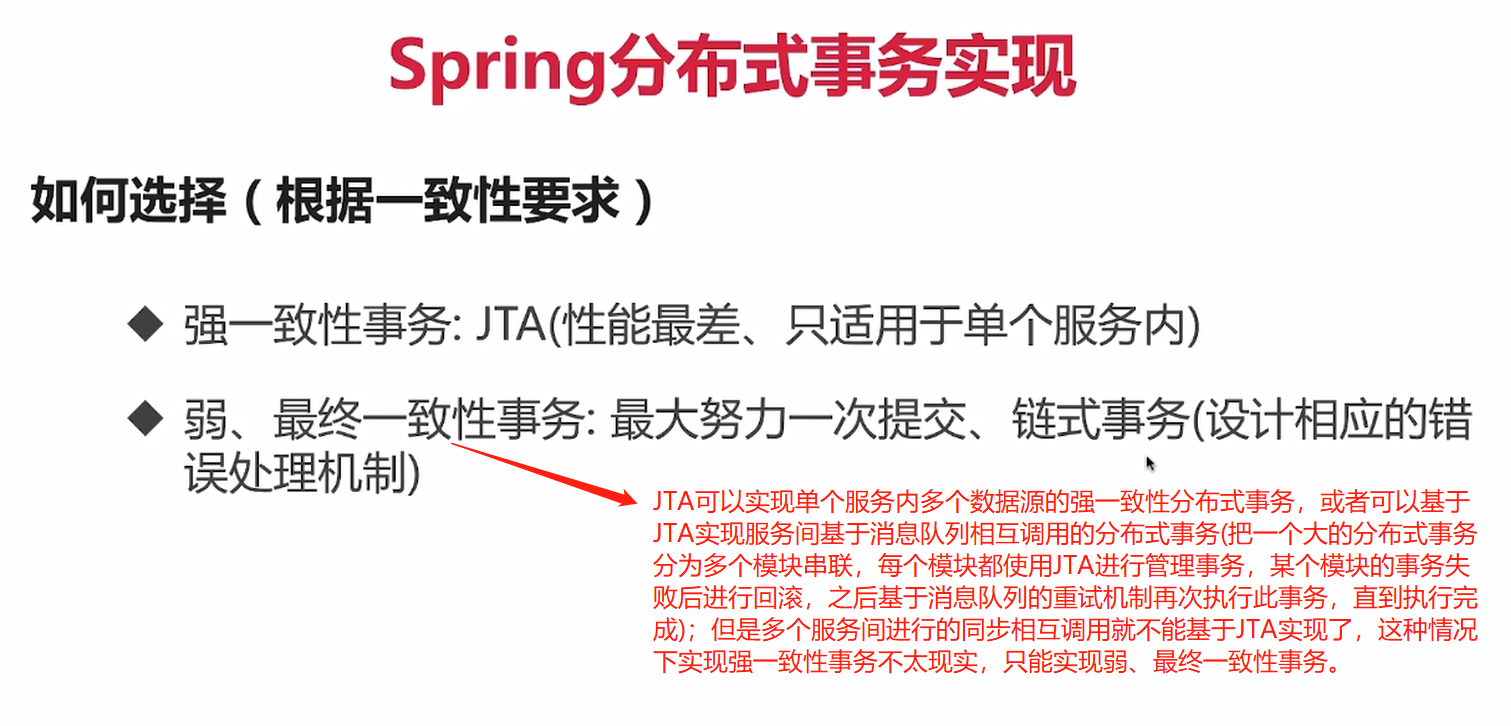 Spring分布式事务实现
如何选择（根据一致性要求）
◆ 强一致性事务: JTA(性能最差、只适用于单个服务内)
◆ 弱、最终一致性事务: 最大努力一次提交、链式事务(设计相应的错
误处理机制)
JTA可以实现单个服务内多个数据源的强一致性分布式事务，或者可以基于
JTA实现服务间基于消息队列相互调用的分布式事务(把一个大的分布式事务
分为多个模块串联，每个模块都使用JTA进行管理事务，某个模块的事务失
败后进行回滚，之后基于消息队列的重试机制再次执行此事务，直到执行完
成)；但是多个服务间进行的同步相互调用就不能基于JTA实现了，这种情况
下实现强一致性事务不太现实，只能实现弱、最终一致性事务。